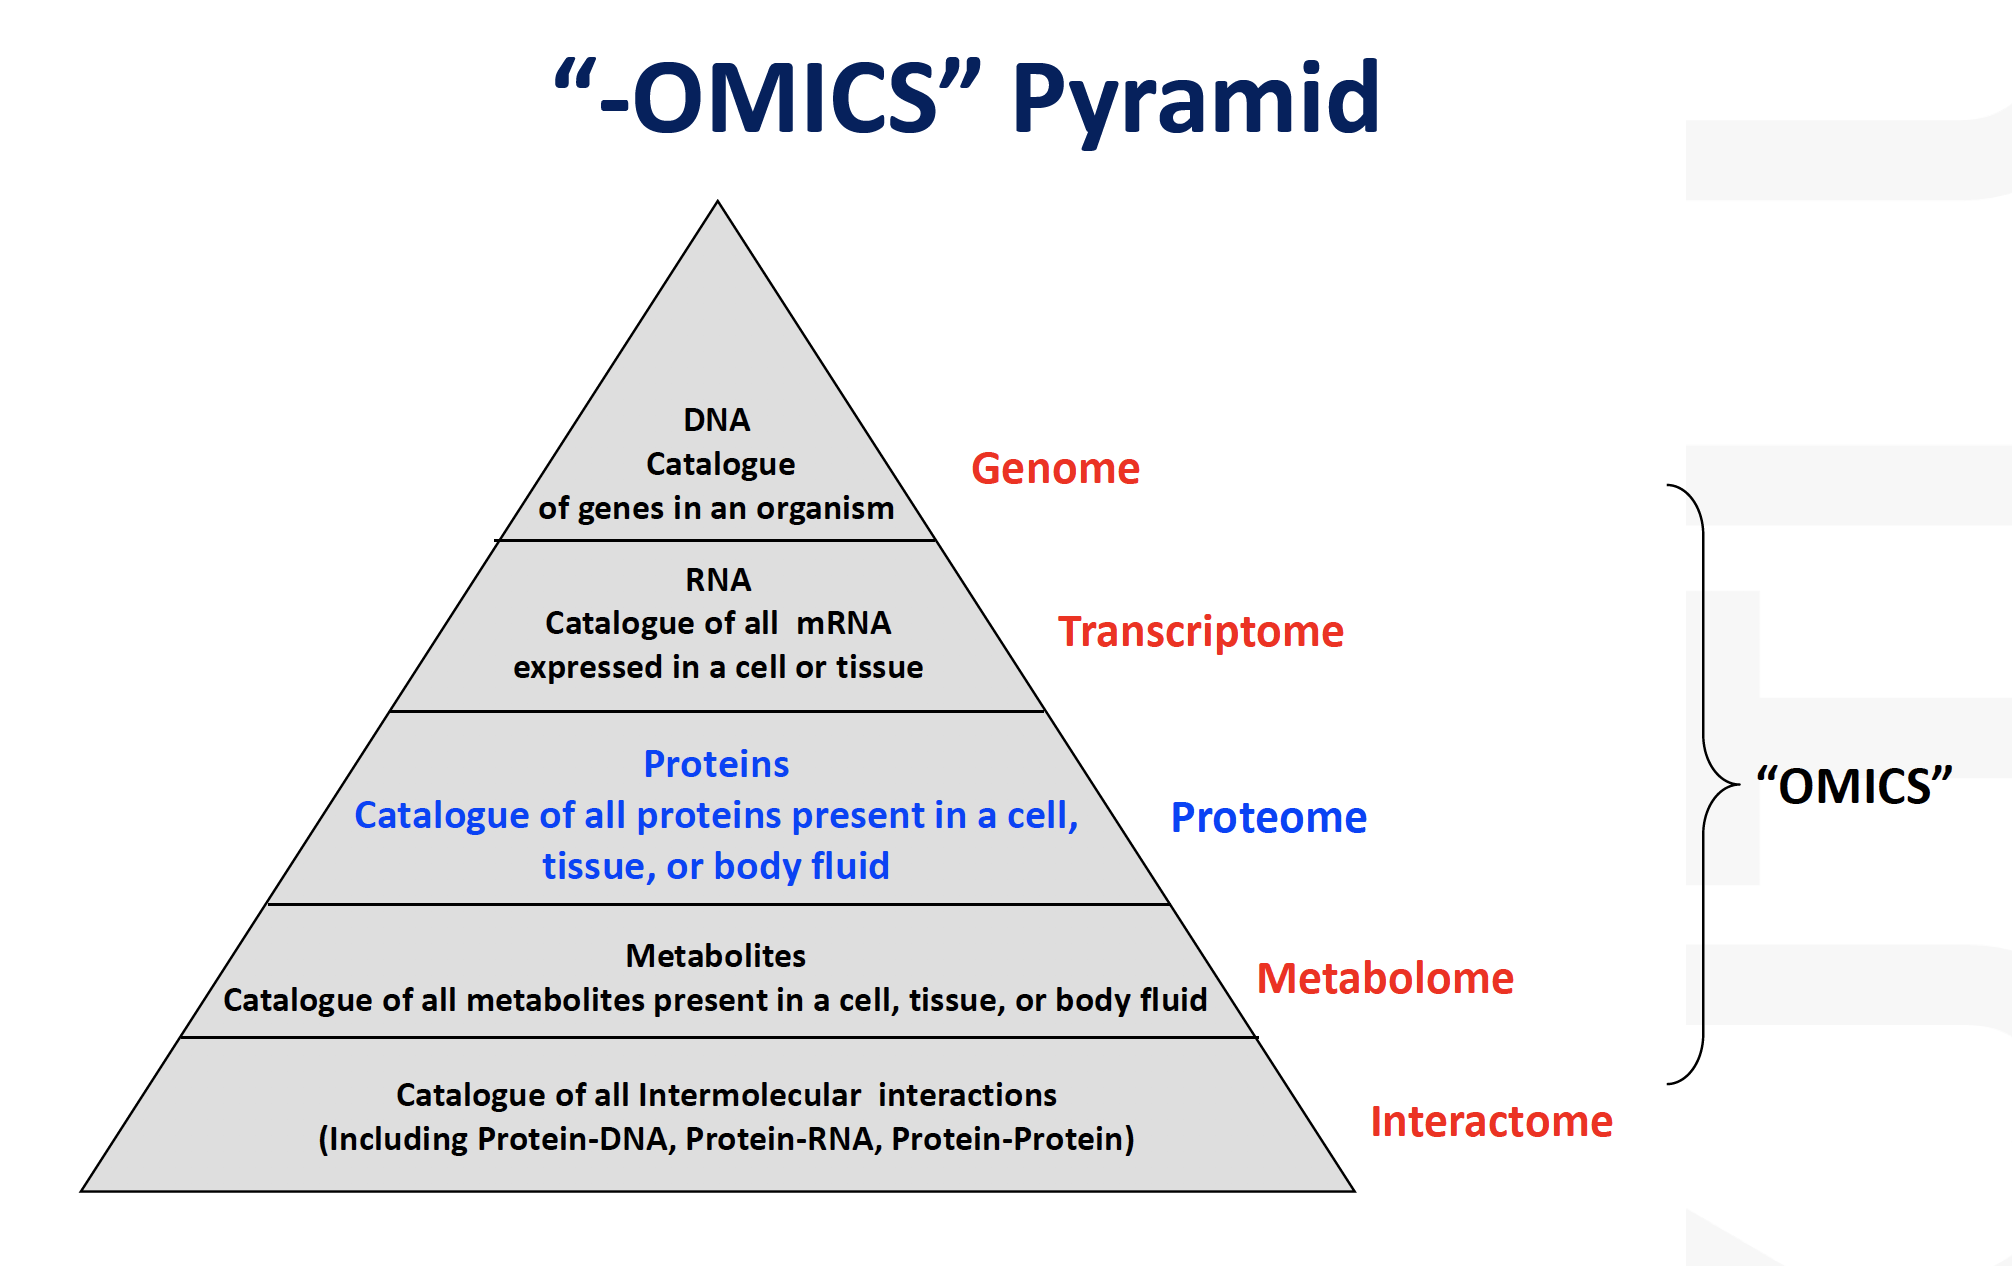 “-OMICS” Pyramid
DNA
Catalogue
of genes in an organism
Genome
RNA
Catalogue of all mRNA
expressed in a cell or tissue
Transcriptome
Proteins
Catalogue of all proteins present in a cell,
tissue, or body fluid
Proteome
“OMICS”
Metabolites
Catalogue of all metabolites present in a cell, tissue, or body fluid
Metabolome
Catalogue of all Intermolecular interactions
(Including Protein-DNA, Protein-RNA, Protein-Protein)
Interactome